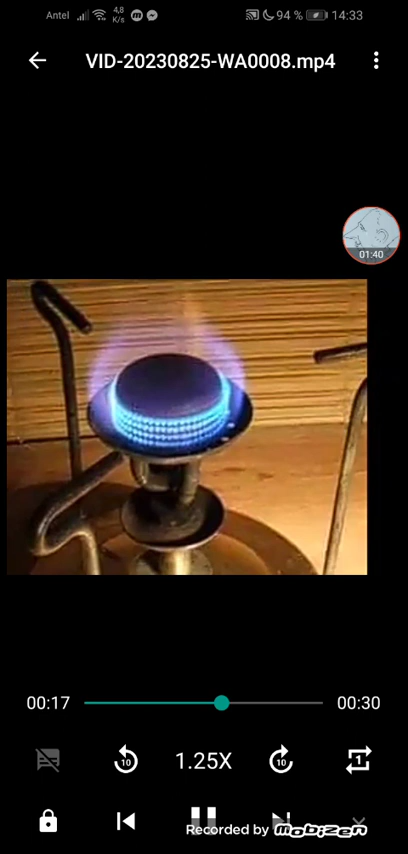 Antel 4,8 K/s 94 % 14:33
VID-20230825-WA0008.mp4
01:40
00:17 00:30
10 1.25X 10 1
Recorded by mobizen